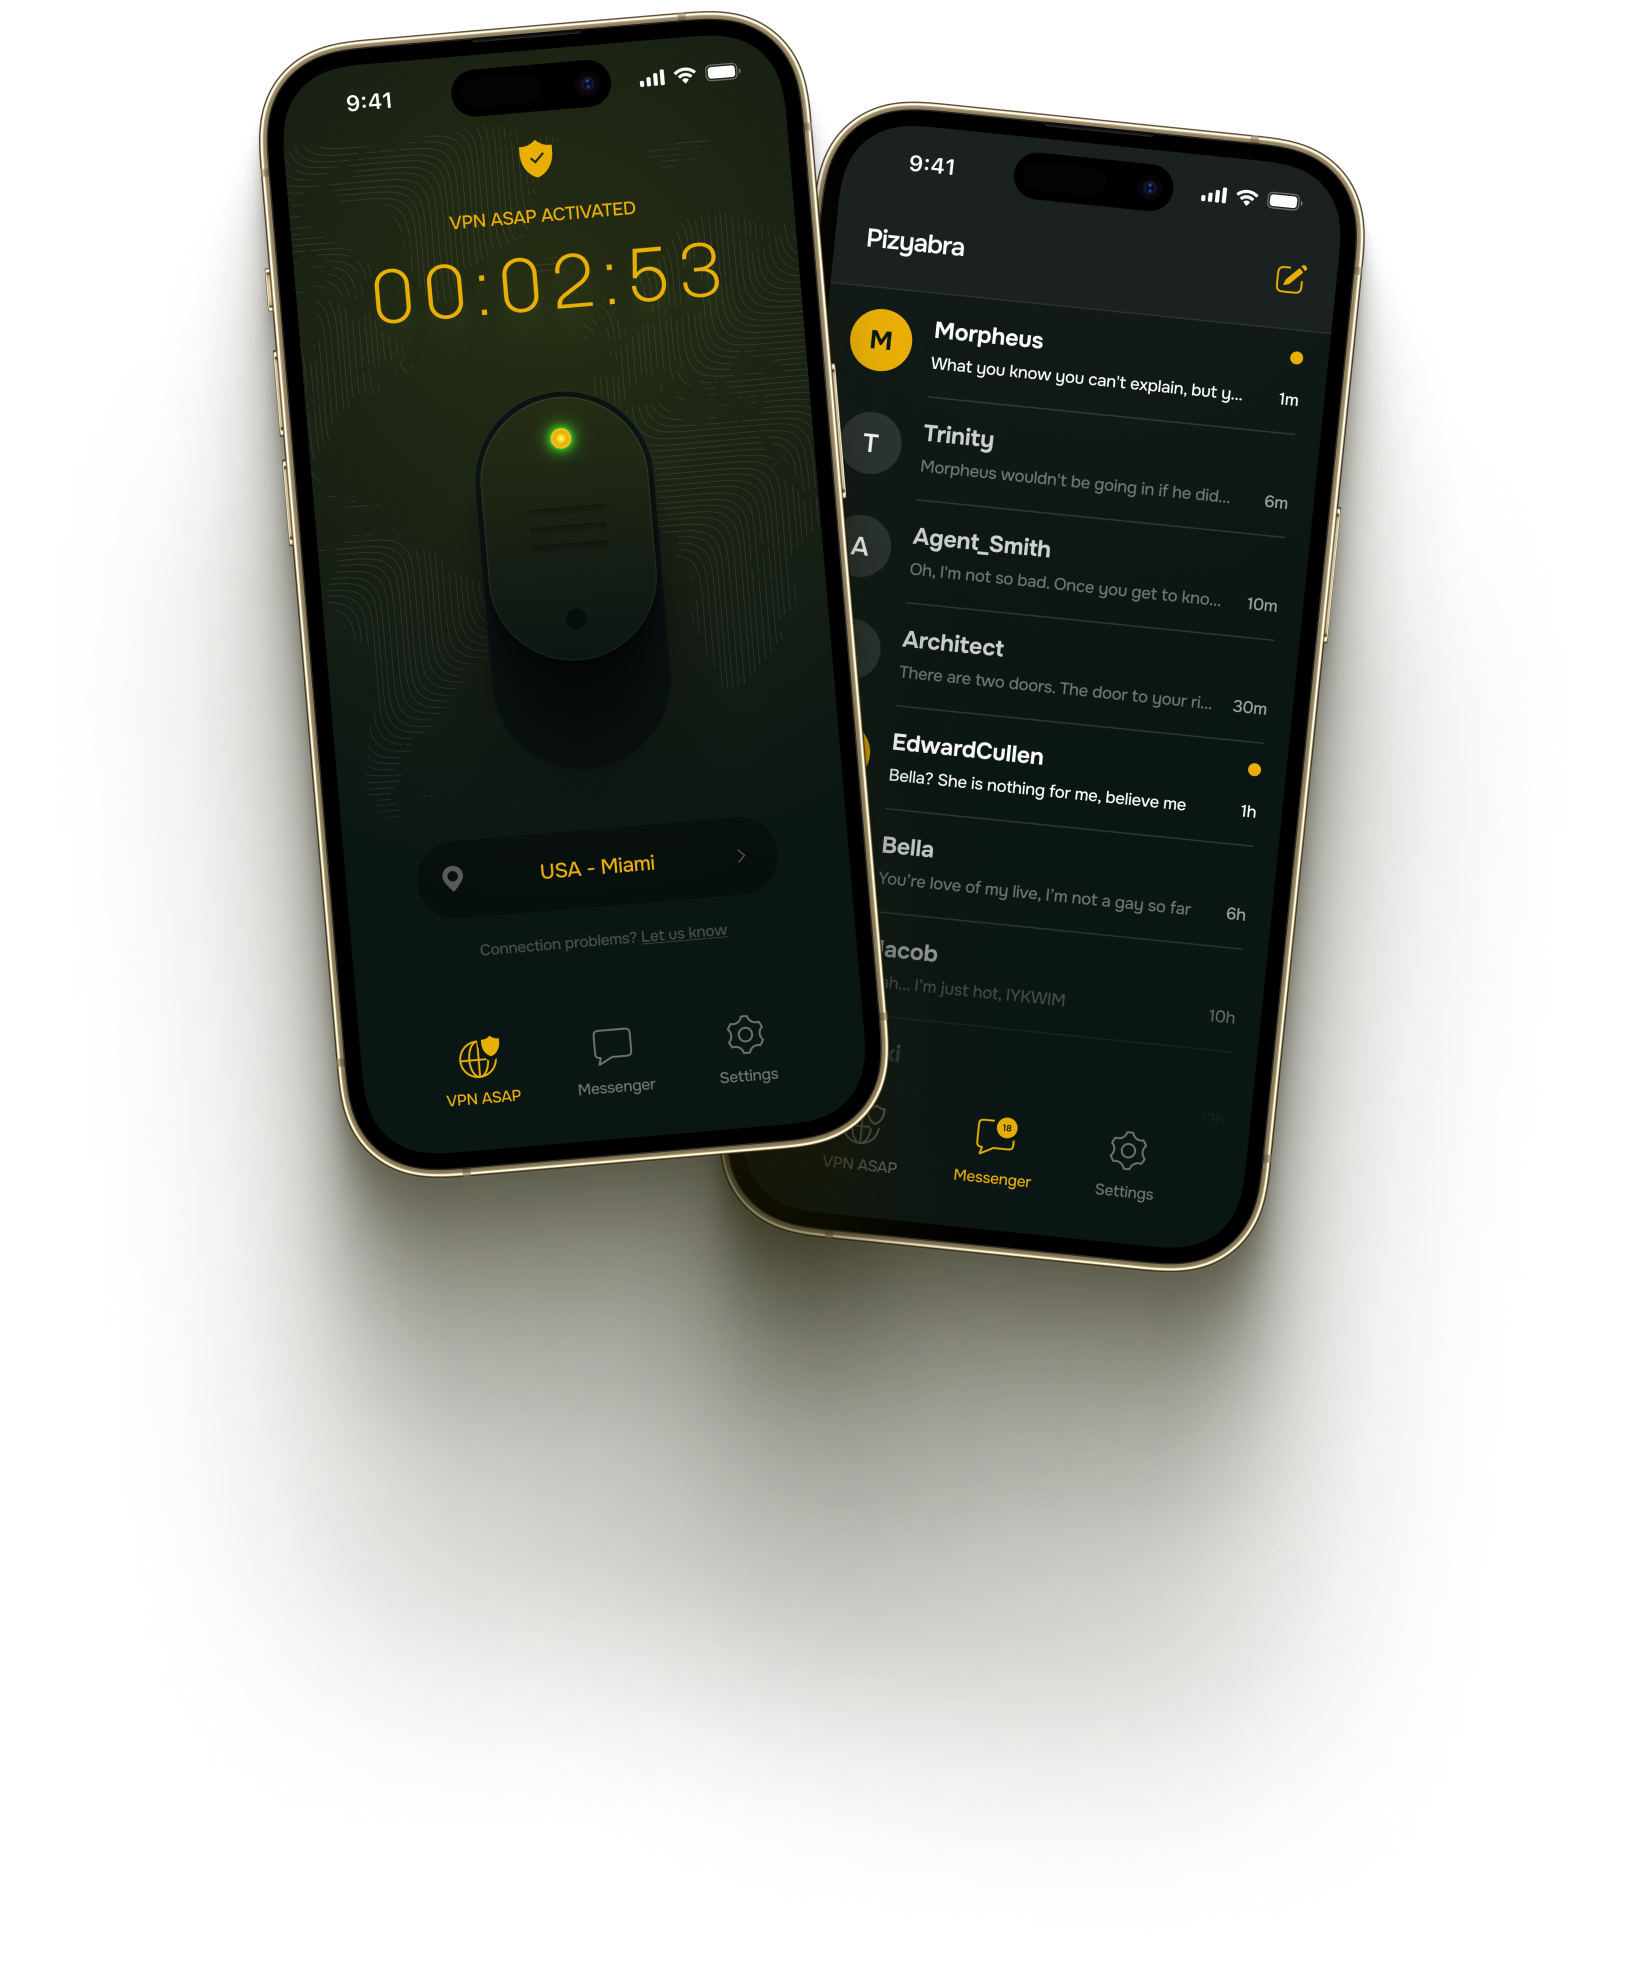 9:41
VPN ASAP ACTIVATED
00:02:53
USA - Miami
Connection problems? Let us know
VPN ASAP
Messenger
Settings
9:41
Pizyabra
M
Morpheus
What you know you can't explain, but y...
1m
T
Trinity
Morpheus wouldn't be going in if he did...
6m
A
Agent_Smith
Oh, I'm not so bad. Once you get to kno...
10m
Architect
There are two doors. The door to your ri...
30m
EdwardCullen
Bella? She is nothing for me, believe me
1h
Bella
You're love of my live, I'm not a gay so far
6h
Jacob
I'm just hot, IYKWIM
10h
12h
VPN ASAP
18
Messenger
Settings